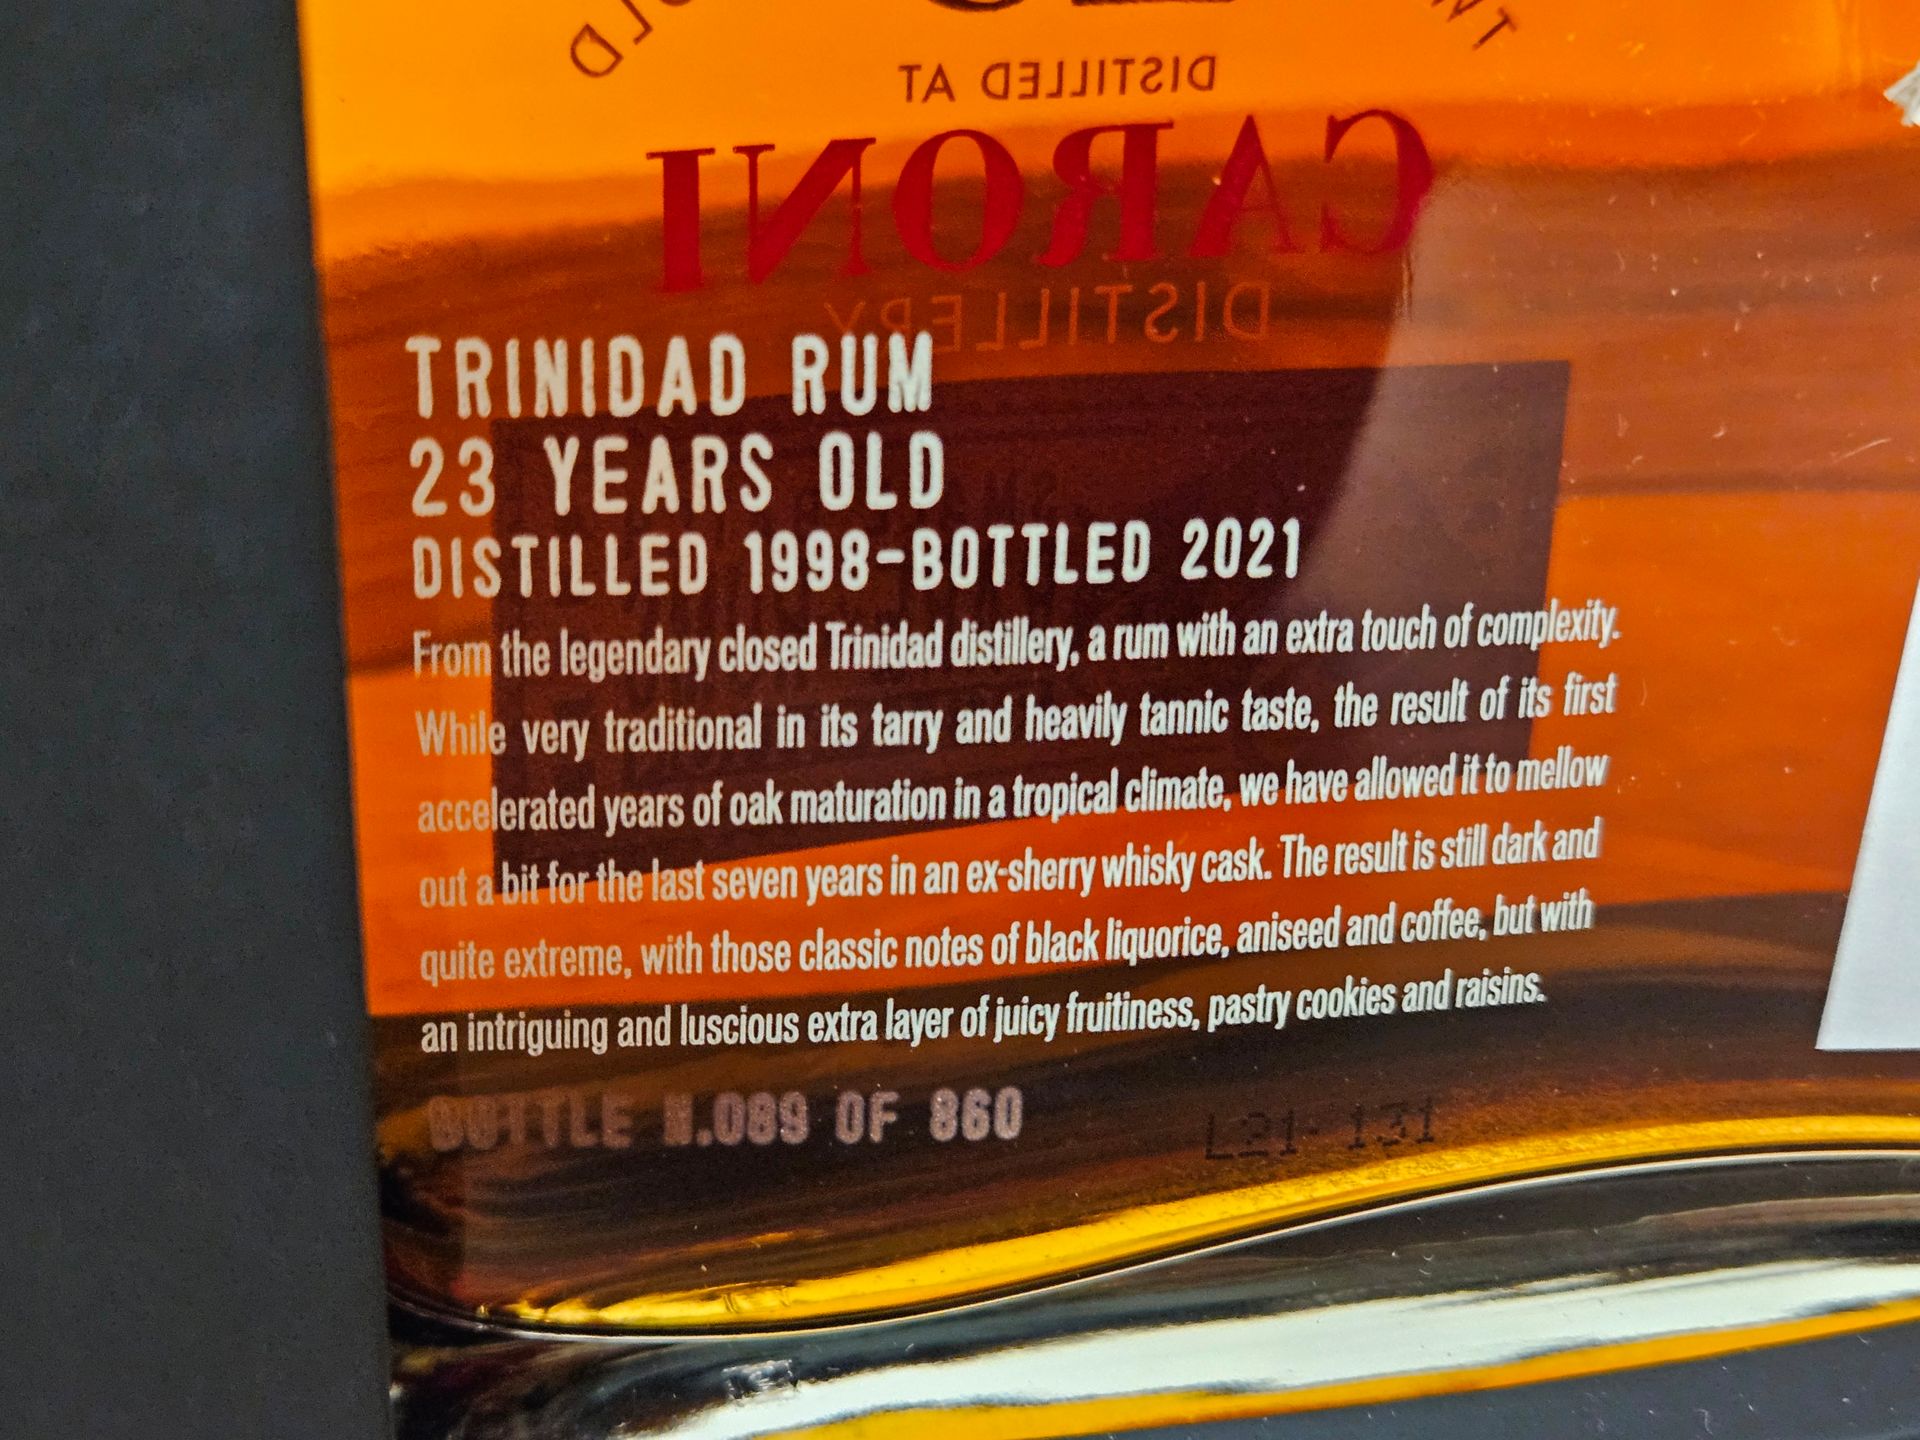 DISTILLED AT
CARONI
DISTILLERY
TRINIDAD RUM
23 YEARS OLD
DISTILLED 1998-BOTTLED 2021
From the legendary closed Trinidad distillery, a rum with an extra touch of complexity.
While very traditional in its tarry and heavily tannic taste, the result of its first
accelerated years of oak maturation in a tropical climate, we have allowed it to mellow
out a bit for the last seven years in an ex-sherry whisky cask. The result is still dark and
quite extreme, with those classic notes of black liquorice, aniseed and coffee, but with
an intriguing and luscious extra layer of juicy fruitiness, pastry cookies and raisins.
BOTTLE N.089 OF 860
L21- 131